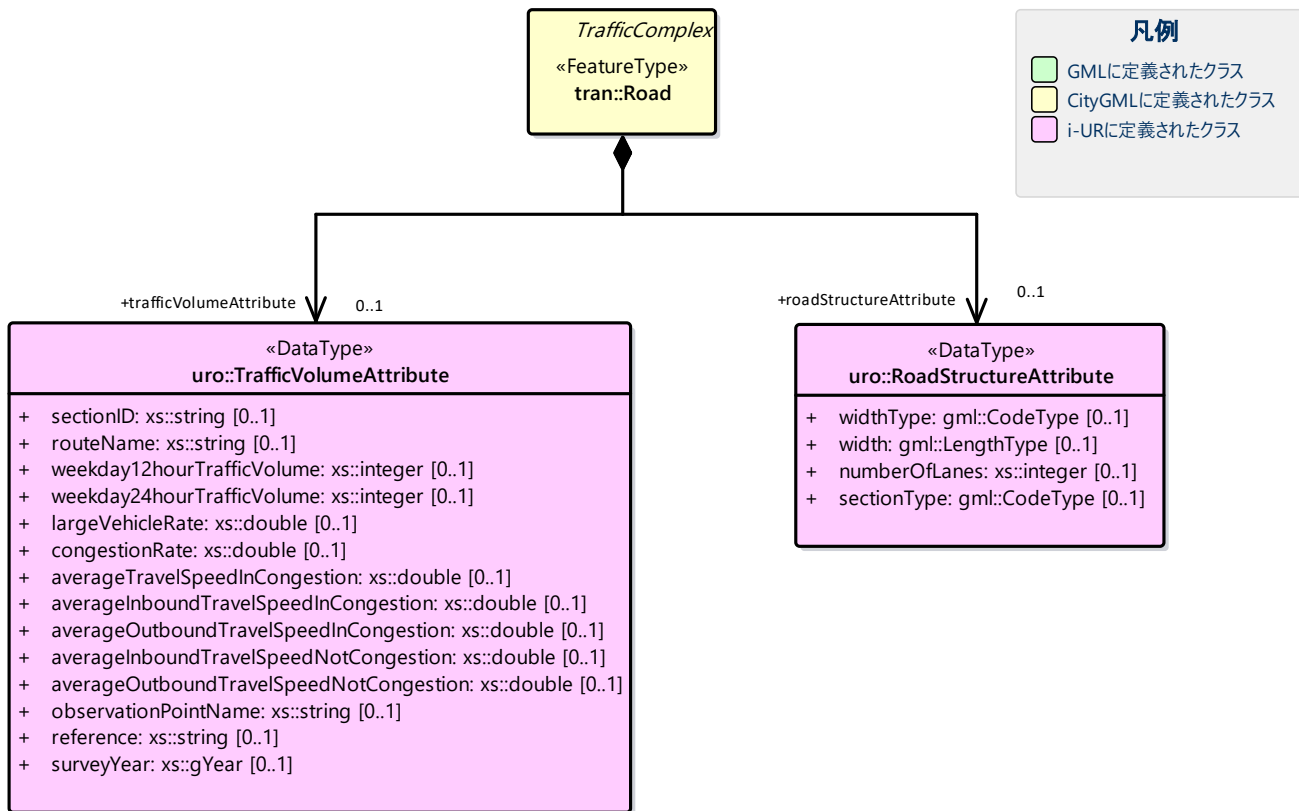 TrafficComplex
«FeatureType»
tran::Road
凡例
GMLに定義されたクラス
CityGMLに定義されたクラス
i-URに定義されたクラス
+trafficVolumeAttribute
0..1
+roadStructureAttribute
0..1
«DataType»
uro::TrafficVolumeAttribute
+ sectionID: xs::string [0..1]
+ routeName: xs::string [0..1]
+ weekday12hourTrafficVolume: xs::integer [0..1]
+ weekday24hourTrafficVolume: xs::integer [0..1]
+ largeVehicleRate: xs::double [0..1]
+ congestionRate: xs::double [0..1]
+ averageTravelSpeedInCongestion: xs::double [0..1]
+ averageInboundTravelSpeedInCongestion: xs::double [0..1]
+ averageOutboundTravelSpeedInCongestion: xs::double [0..1]
+ averageInboundTravelSpeedNotCongestion: xs::double [0..1]
+ averageOutboundTravelSpeedNotCongestion: xs::double [0..1]
+ observationPointName: xs::string [0..1]
+ reference: xs::string [0..1]
+ surveyYear: xs::gYear [0..1]
«DataType»
uro::RoadStructureAttribute
+ widthType: gml::CodeType [0..1]
+ width: gml::LengthType [0..1]
+ numberOfLanes: xs::integer [0..1]
+ sectionType: gml::CodeType [0..1]